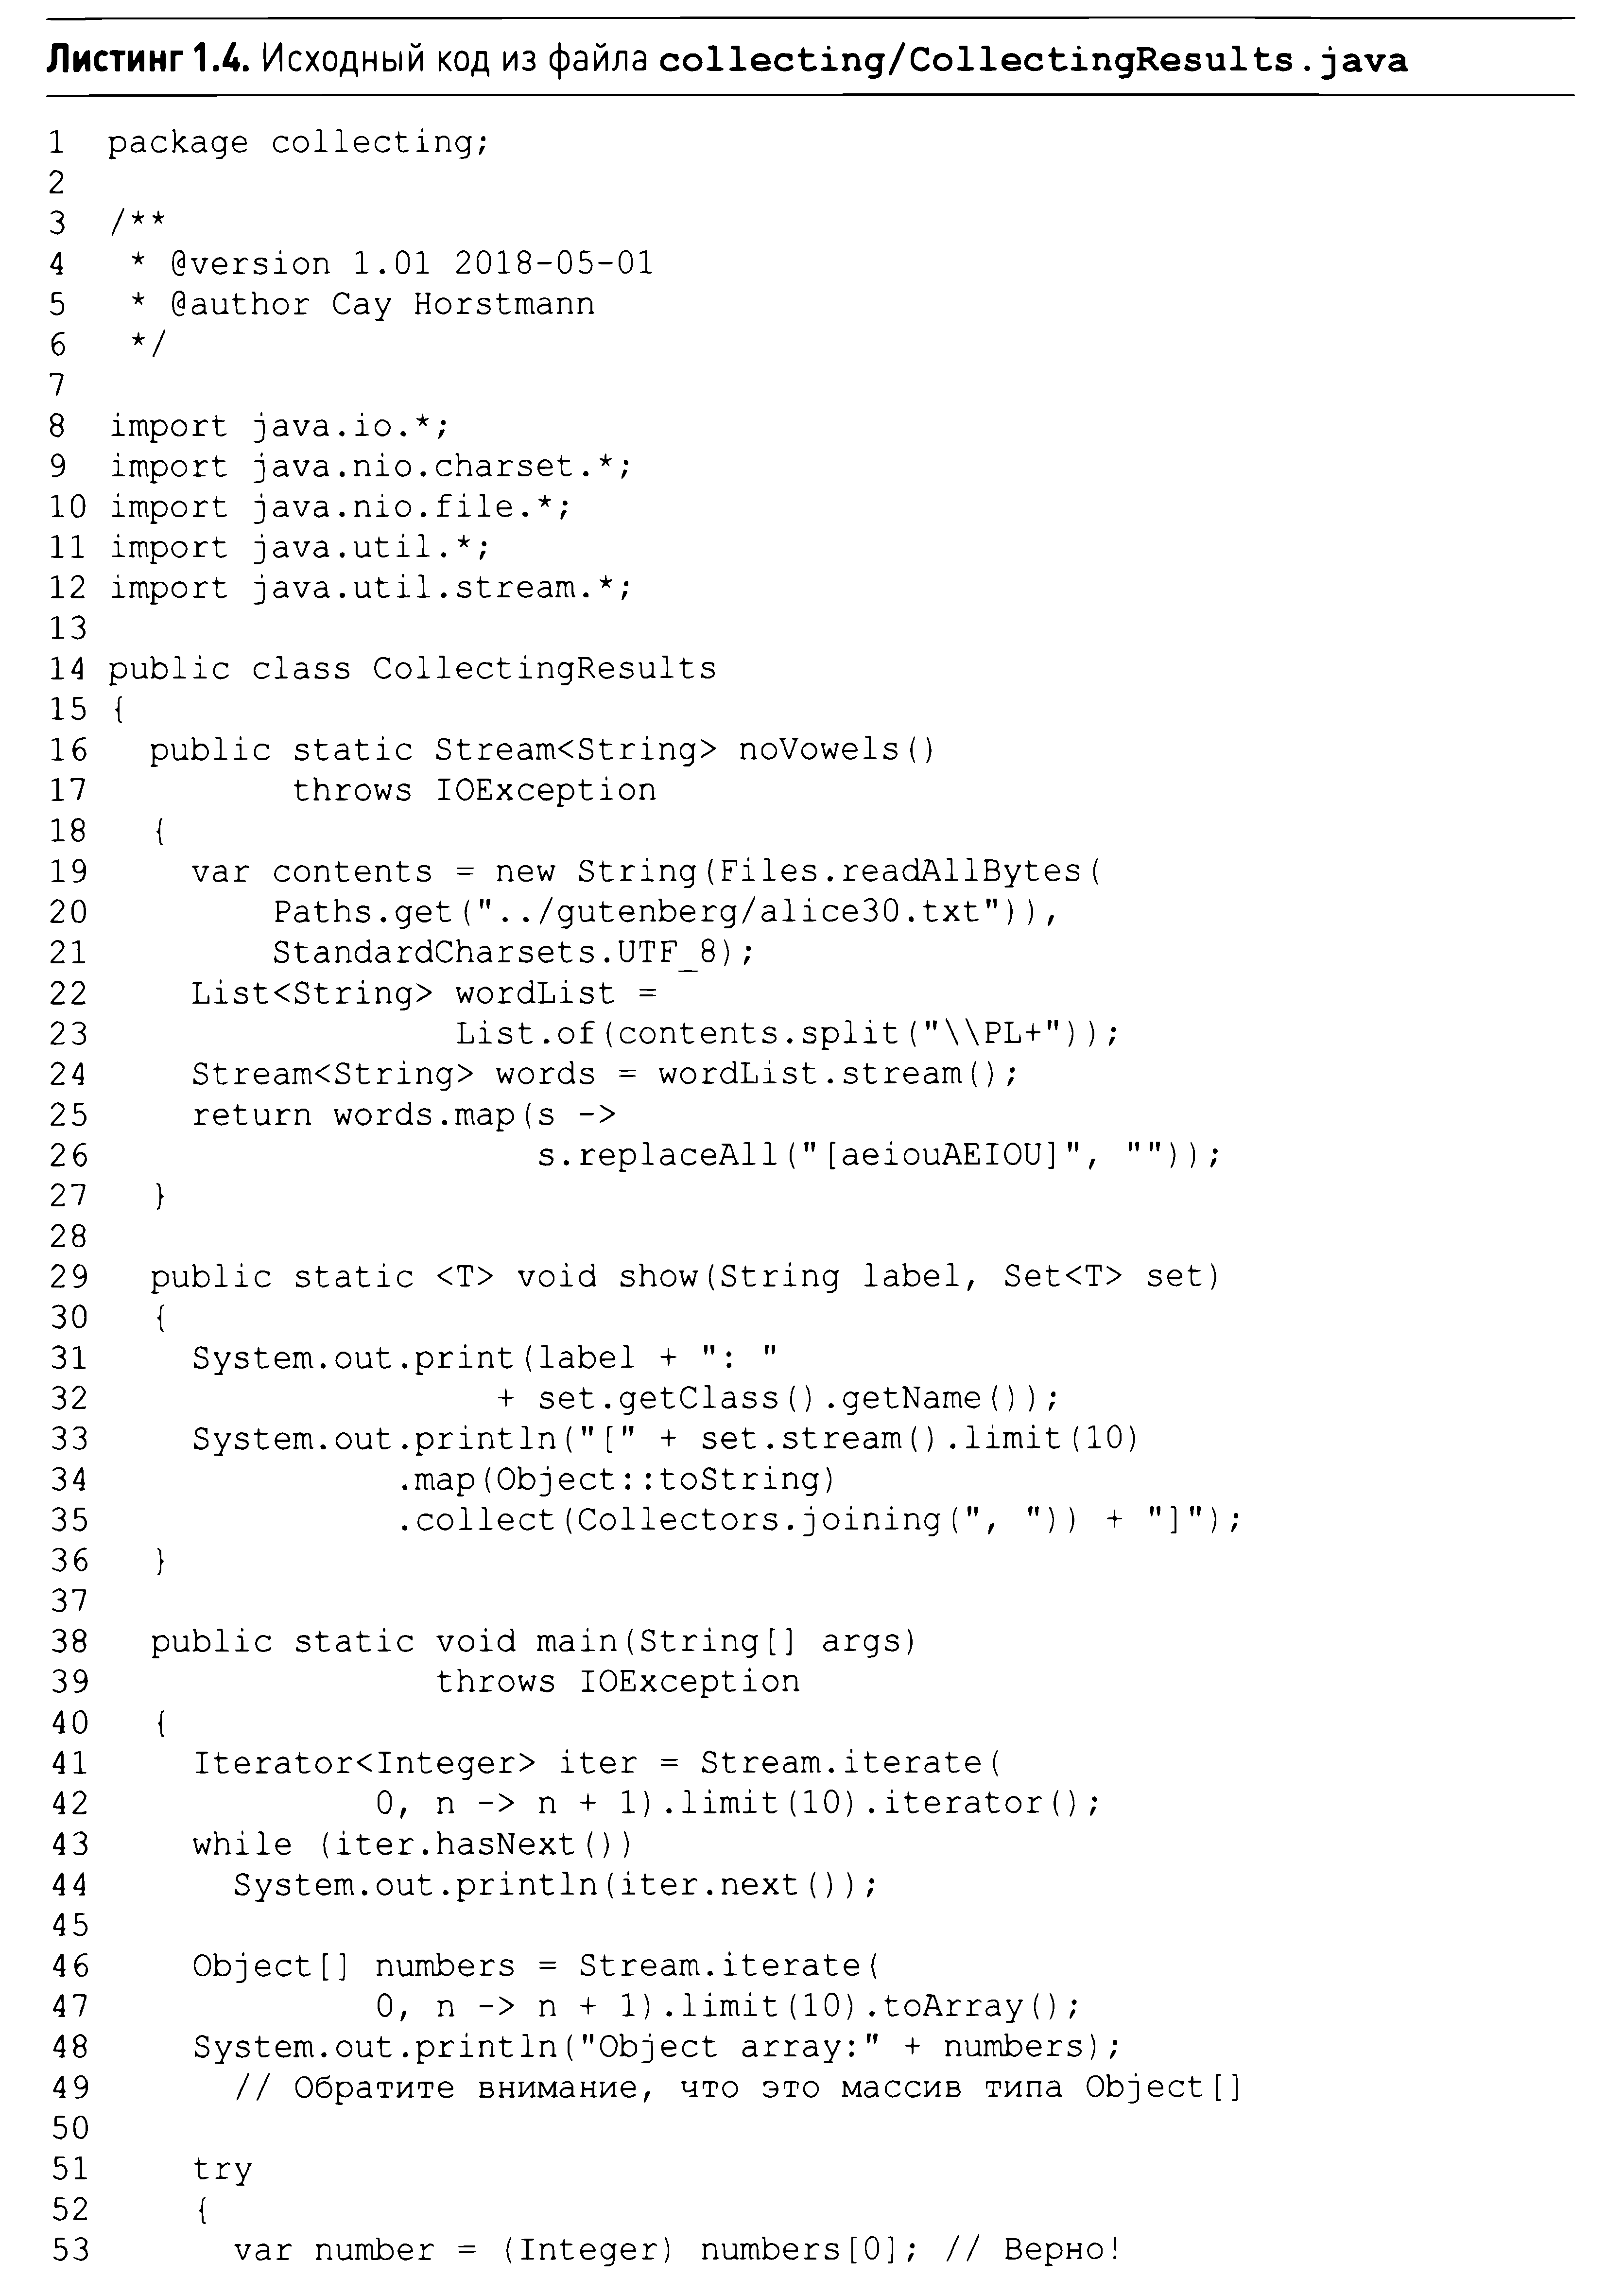 Листинг 1.4. Исходный код из файла collecting/CollectingResults.java
1 package collecting;
2
3 /**
4  * @version 1.01 2018-05-01
5  * @author Cay Horstmann
6  */
7
8 import java.io.*;
9 import java.nio.charset.*;
10 import java.nio.file.*;
11 import java.util.*;
12 import java.util.stream.*;
13
14 public class CollectingResults
15 {
16   public static Stream<String> noVowels()
17          throws IOException
18   {
19     var contents = new String(Files.readAllBytes(
20         Paths.get("../gutenberg/alice30.txt")),
21         StandardCharsets.UTF_8);
22     List<String> wordList =
23                  List.of(contents.split("\\PL+"));
24     Stream<String> words = wordList.stream();
25     return words.map(s ->
26                      s.replaceAll("[aeiouAEIOU]", ""));
27   }
28
29   public static <T> void show(String label, Set<T> set)
30   {
31     System.out.print(label + ": "
32                    + set.getClass().getName());
33     System.out.println("[" + set.stream().limit(10)
34               .map(Object::toString)
35               .collect(Collectors.joining(", ")) + "]");
36   }
37
38   public static void main(String[] args)
39                 throws IOException
40   {
41     Iterator<Integer> iter = Stream.iterate(
42              0, n -> n + 1).limit(10).iterator();
43     while (iter.hasNext())
44       System.out.println(iter.next());
45
46     Object[] numbers = Stream.iterate(
47              0, n -> n + 1).limit(10).toArray();
48     System.out.println("Object array:" + numbers);
49       // Обратите внимание, что это массив типа Object[]
50
51     try
52     {
53       var number = (Integer) numbers[0]; // Верно!